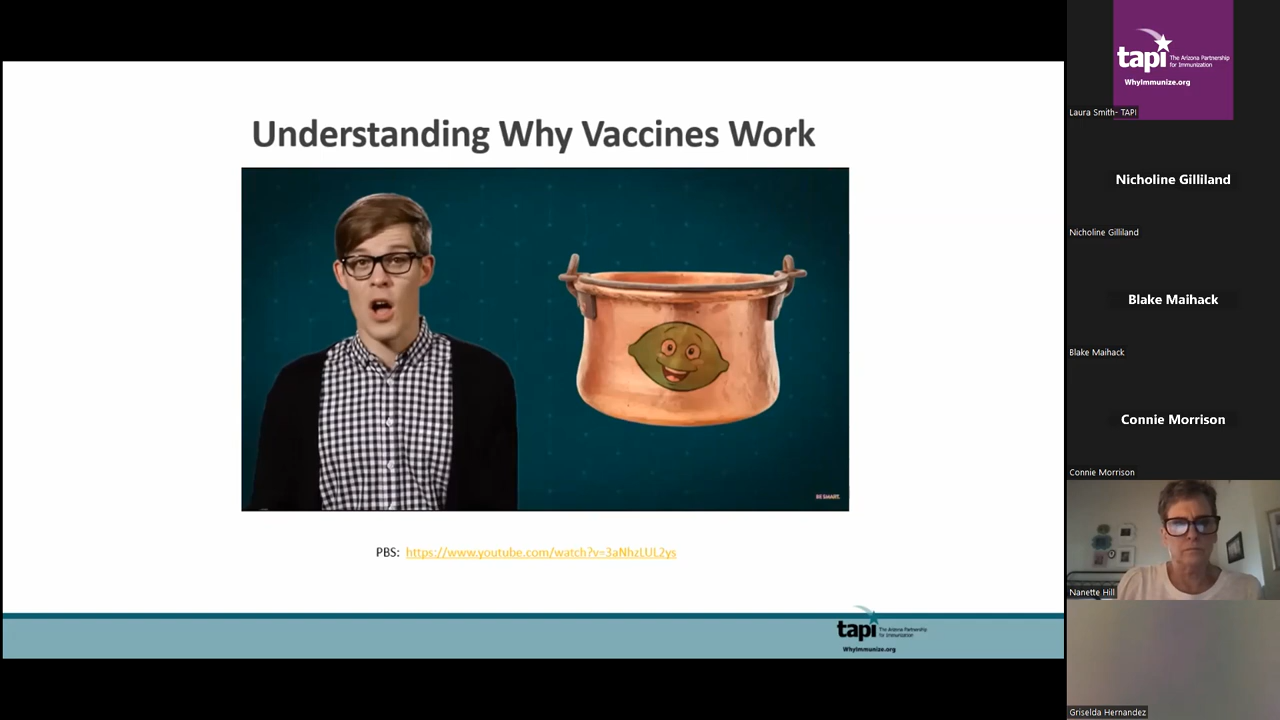 Understanding Why Vaccines Work
BE SMART.
PBS: https://www.youtube.com/watch?v=3aNhzLUL2ys
tapi The Arizona Partnership
for Immunization
WhyImmunize.org
tapi The Arizona Partnership
for Immunization
WhyImmunize.org
Laura Smith- TAPI
Nicholine Gilliland
Nicholine Gilliland
Blake Maihack
Blake Maihack
Connie Morrison
Connie Morrison
Nanette Hill
Griselda Hernandez